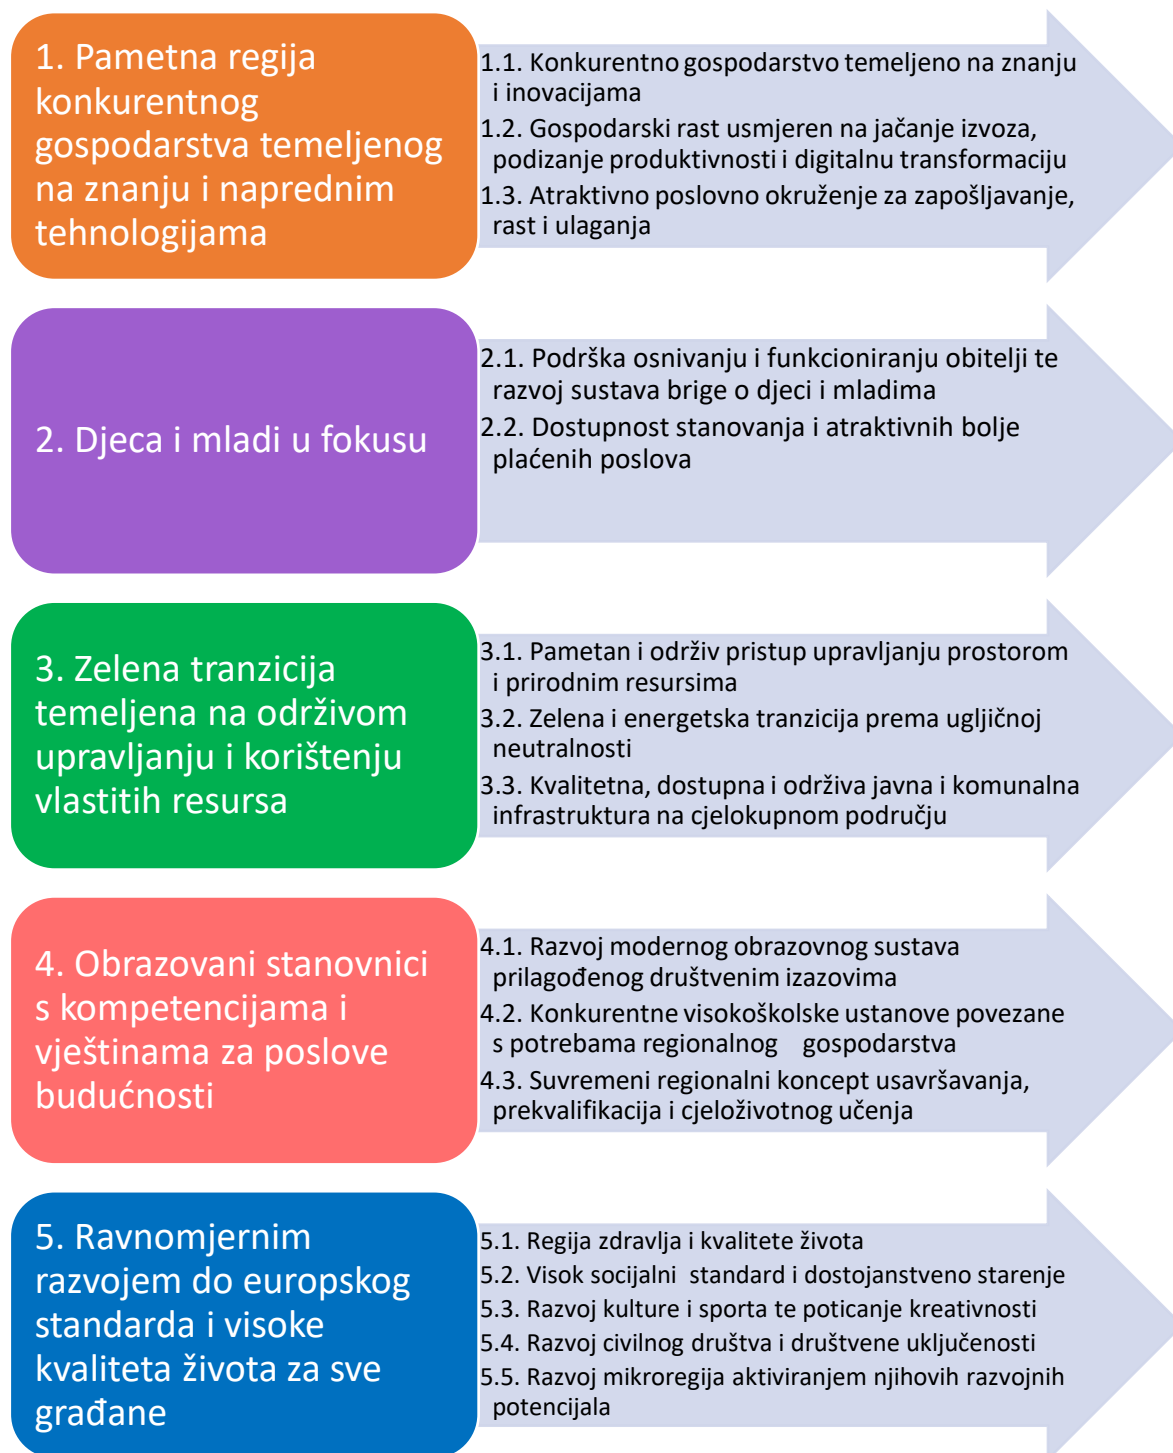 1. Pametna regija
konkurentnog
gospodarstva temeljenog
na znanju i naprednim
tehnologijama
1.1. Konkurentno gospodarstvo temeljeno na znanju
i inovacijama
1.2. Gospodarski rast usmjeren na jačanje izvoza,
podizanje produktivnosti i digitalnu transformaciju
1.3. Atraktivno poslovno okruženje za zapošljavanje,
rast i ulaganja
2. Djeca i mladi u fokusu
2.1. Podrška osnivanju i funkcioniranju obitelji te
razvoj sustava brige o djeci i mladima
2.2. Dostupnost stanovanja i atraktivnih bolje
plaćenih poslova
3. Zelena tranzicija
temeljena na održivom
upravljanju i korištenju
vlastitih resursa
3.1. Pametan i održiv pristup upravljanju prostorom
i prirodnim resursima
3.2. Zelena i energetska tranzicija prema ugljičnoj
neutralnosti
3.3. Kvalitetna, dostupna i održiva javna i komunalna
infrastruktura na cjelokupnom području
4. Obrazovani stanovnici
s kompetencijama i
vještinama za poslove
budućnosti
4.1. Razvoj modernog obrazovnog sustava
prilagođenog društvenim izazovima
4.2. Konkurentne visokoškolske ustanove povezane
s potrebama regionalnog gospodarstva
4.3. Suvremeni regionalni koncept usavršavanja,
prekvalifikacija i cjeloživotnog učenja
5. Ravnomjernim
razvojem do europskog
standarda i visoke
kvaliteta života za sve
građane
5.1. Regija zdravlja i kvalitete života
5.2. Visok socijalni standard i dostojanstveno starenje
5.3. Razvoj kulture i sporta te poticanje kreativnosti
5.4. Razvoj civilnog društva i društvene uključenosti
5.5. Razvoj mikroregija aktiviranjem njihovih razvojnih
potencijala